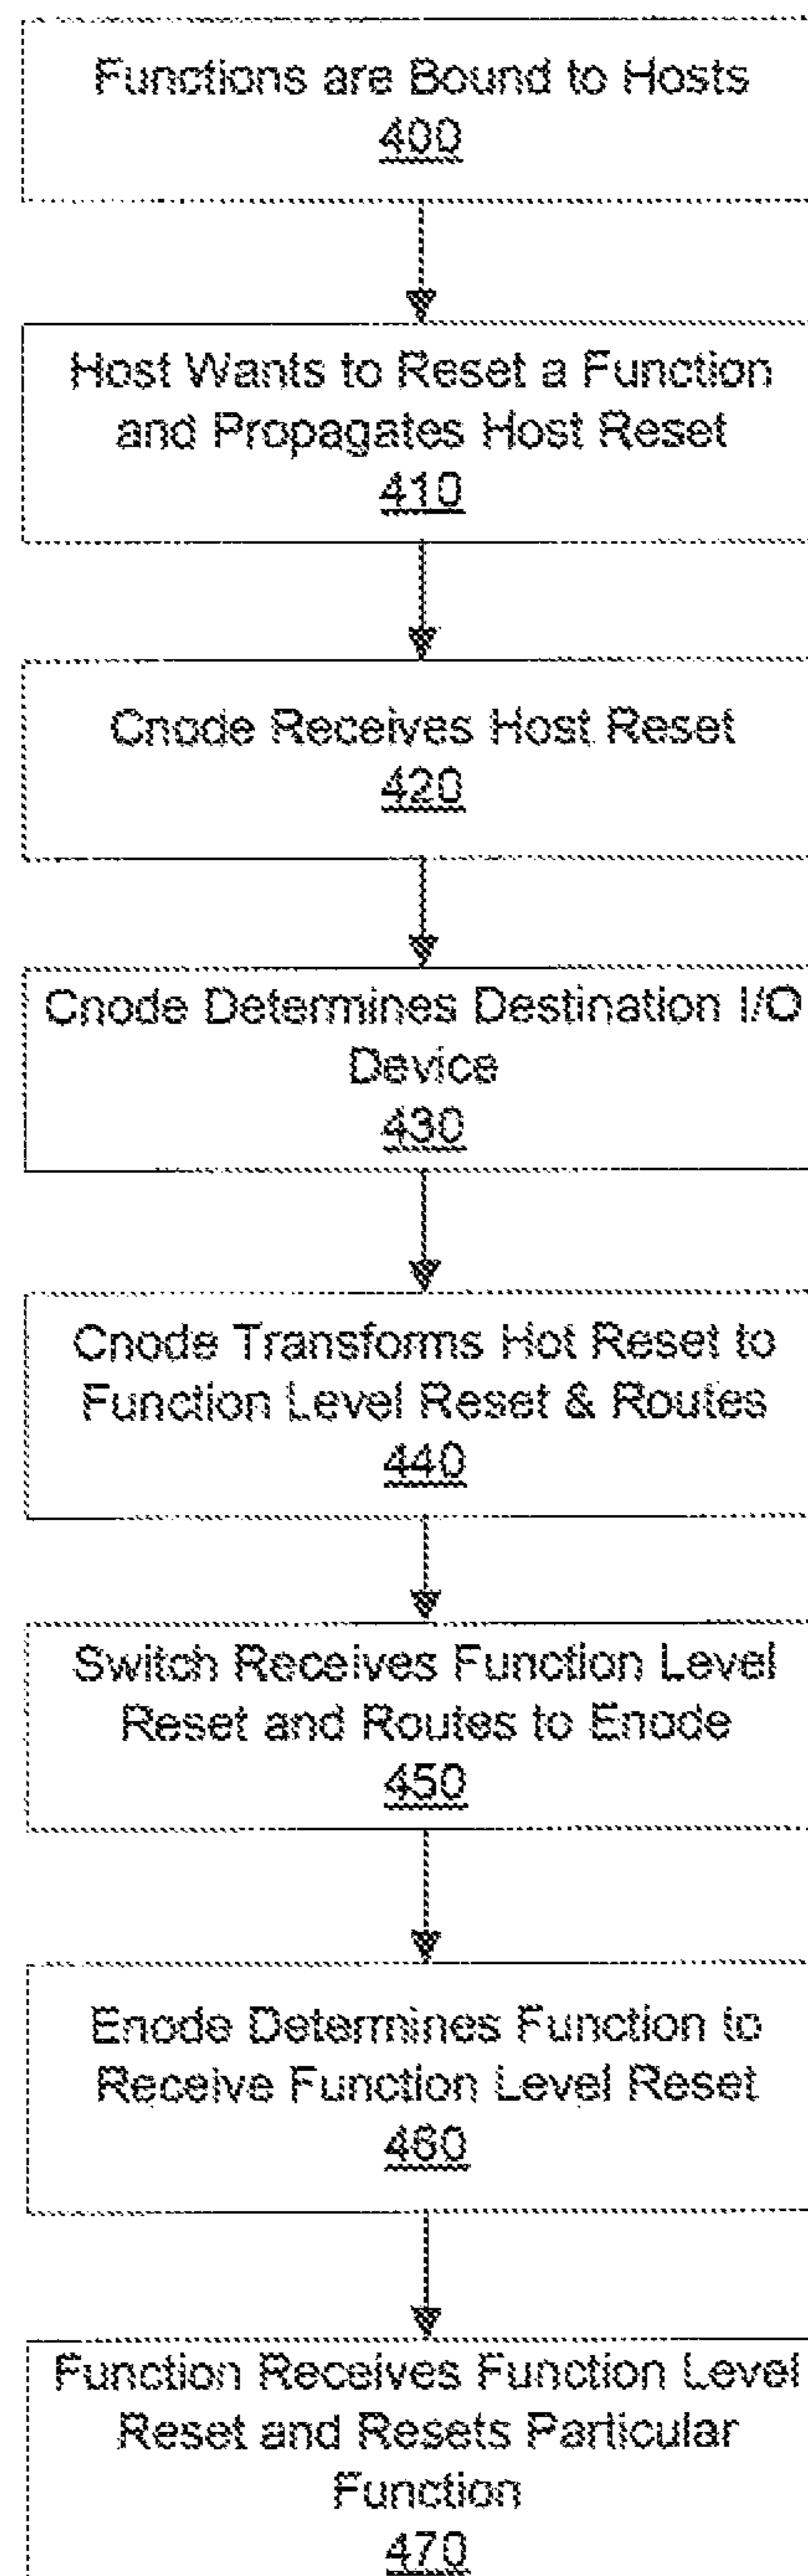 Functions are Bound to Hosts
400
Host Wants to Reset a Function
and Propagates Host Reset
410
Cnode Receives Host Reset
420
Cnode Determines Destination I/O
Device
430
Cnode Transforms Hot Reset to
Function Level Reset & Routes
440
Switch Receives Function Level
Reset and Routes to Enode
450
Enode Determines Function to
Receive Function Level Reset
460
Function Receives Function Level
Reset and Resets Particular
Function
470